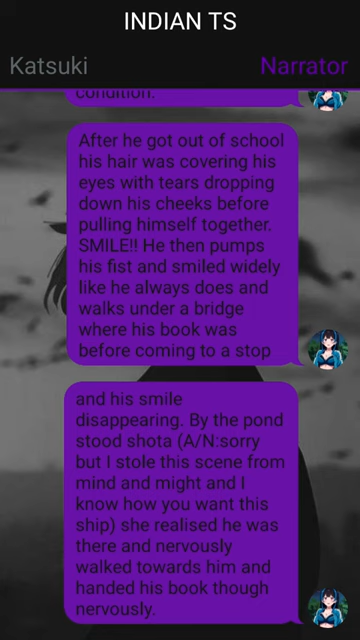 INDIAN TS
Katsuki
Narrator
condition.
After he got out of school
his hair was covering his
eyes with tears dropping
down his cheeks before
pulling himself together.
SMILE!! He then pumps
his fist and smiled widely
like he always does and
walks under a bridge
where his book was
before coming to a stop
and his smile
disappearing. By the pond
stood shota (A/N:sorry
but I stole this scene from
mind and might and I
know how you want this
ship) she realised he was
there and nervously
walked towards him and
handed his book though
nervously.